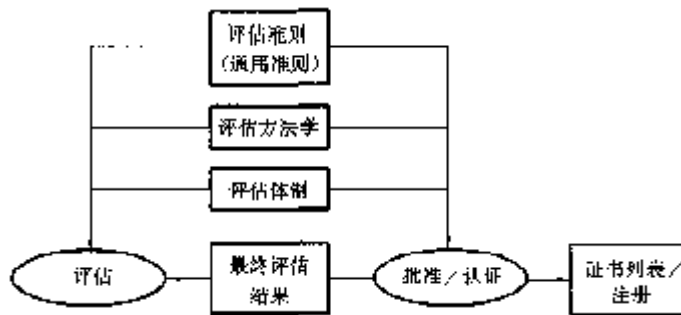 评估准则
(通用准则)
评估方法学
评估体制
评估
最终评估
结果
批准/认证
证书列表/
注册